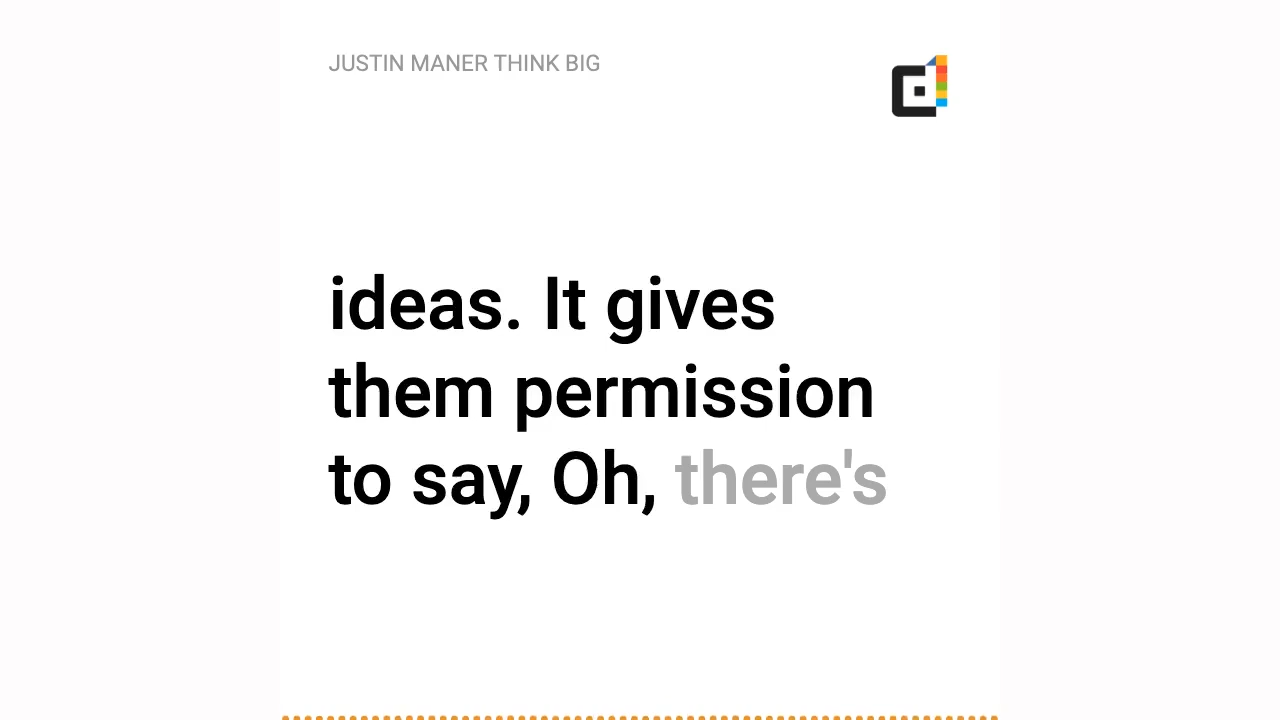 JUSTIN MANER THINK BIG
ideas. It gives
them permission
to say, Oh, there's